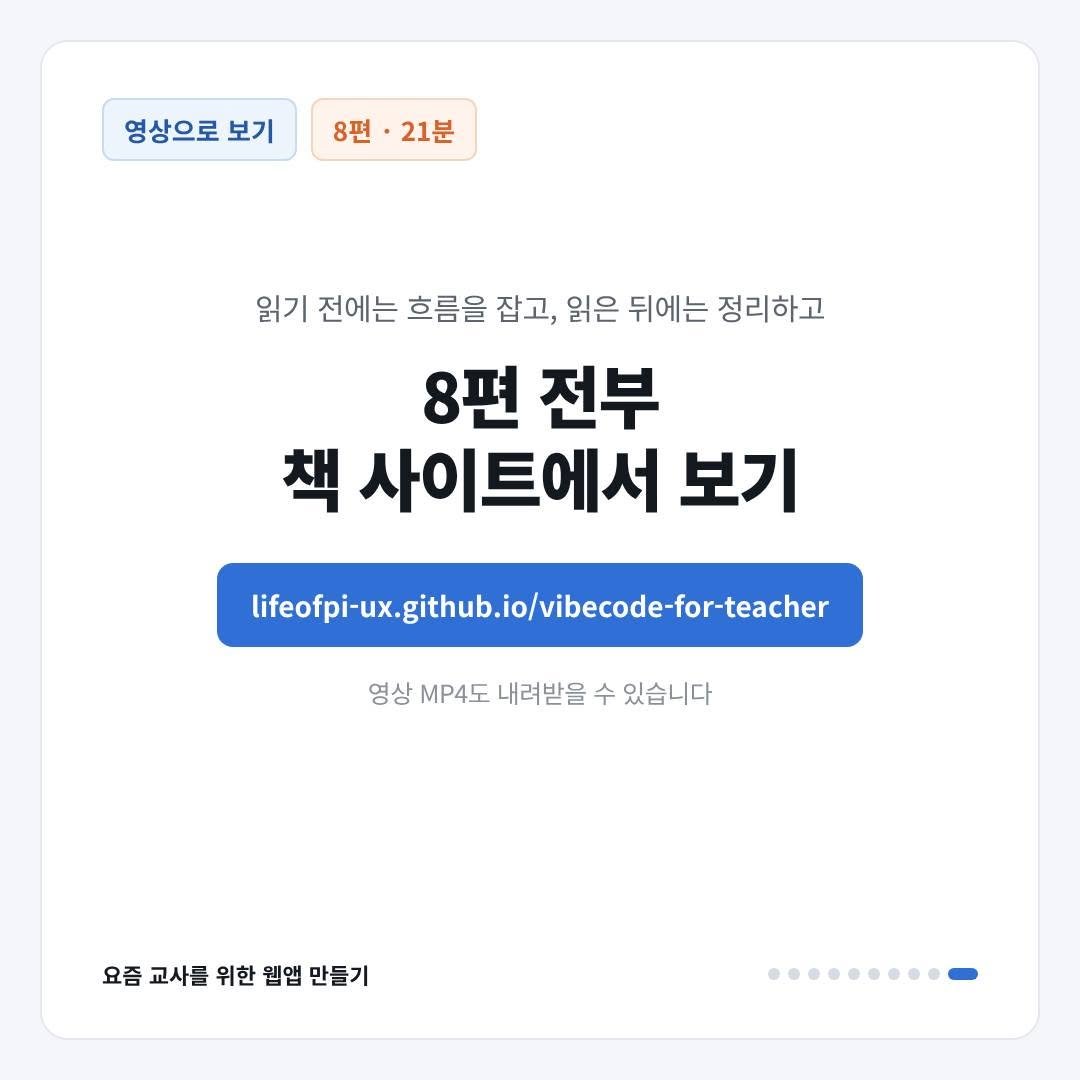 영상으로 보기
8편 · 21분
읽기 전에는 흐름을 잡고, 읽은 뒤에는 정리하고
8편 전부
책 사이트에서 보기
lifeofpi-ux.github.io/vibecode-for-teacher
영상 MP4도 내려받을 수 있습니다
요즘 교사를 위한 웹앱 만들기